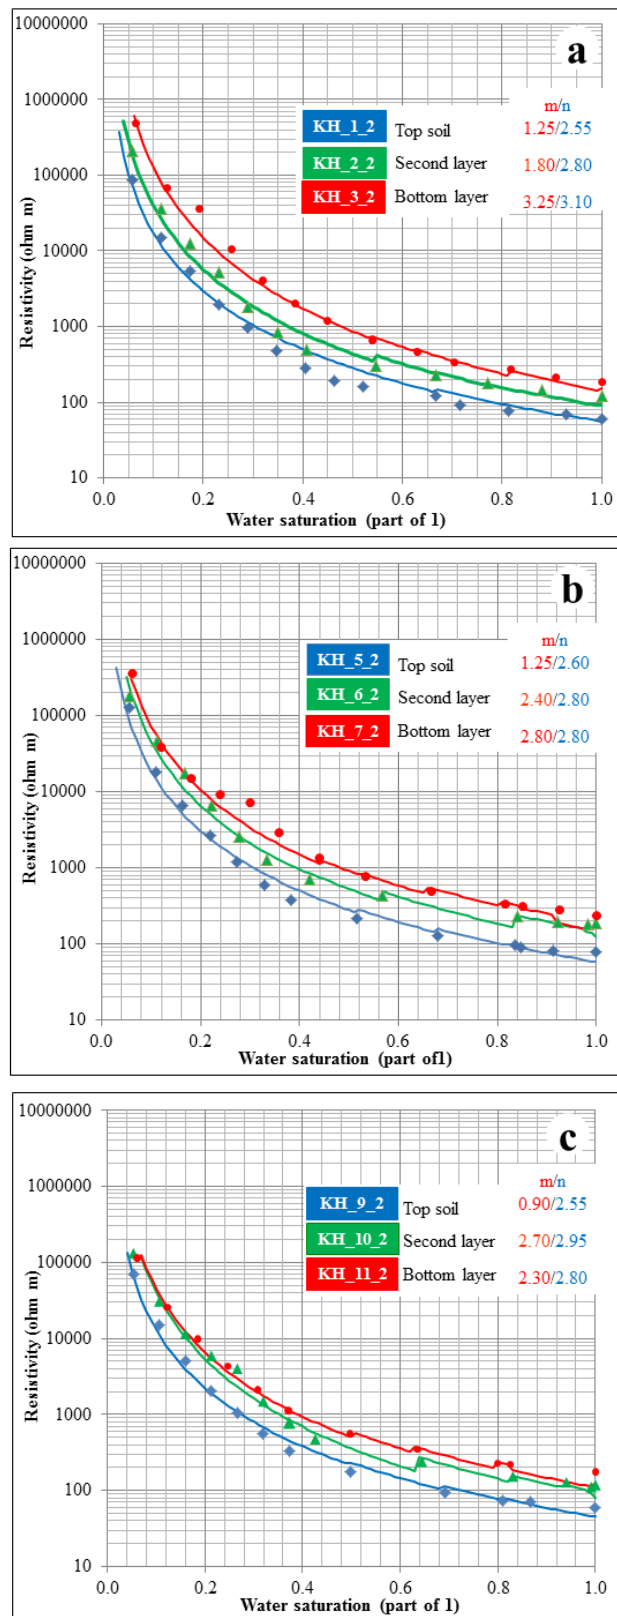 10000000
a
1000000
m/n
KH_1_2 Top soil 1.25/2.55
100000
KH_2_2 Second layer 1.80/2.80
KH_3_2 Bottom layer 3.25/3.10
10000
1000
100
10
Resistivity (ohm m)
0.0 0.2 0.4 0.6 0.8 1.0
Water saturation (part of 1)
10000000
b
1000000
m/n
KH_5_2 Top soil 1.25/2.60
KH_6_2 Second layer 2.40/2.80
100000
KH_7_2 Bottom layer 2.80/2.80
10000
1000
100
10
Resistivity (ohm m)
0.0 0.2 0.4 0.6 0.8 1.0
Water saturation (part of1)
10000000
c
1000000
m/n
KH_9_2 Top soil 0.90/2.55
KH_10_2 Second layer 2.70/2.95
100000
KH_11_2 Bottom layer 2.30/2.80
10000
1000
100
10
Resistivity (ohm m)
0.0 0.2 0.4 0.6 0.8 1.0
Water saturation (part of 1)